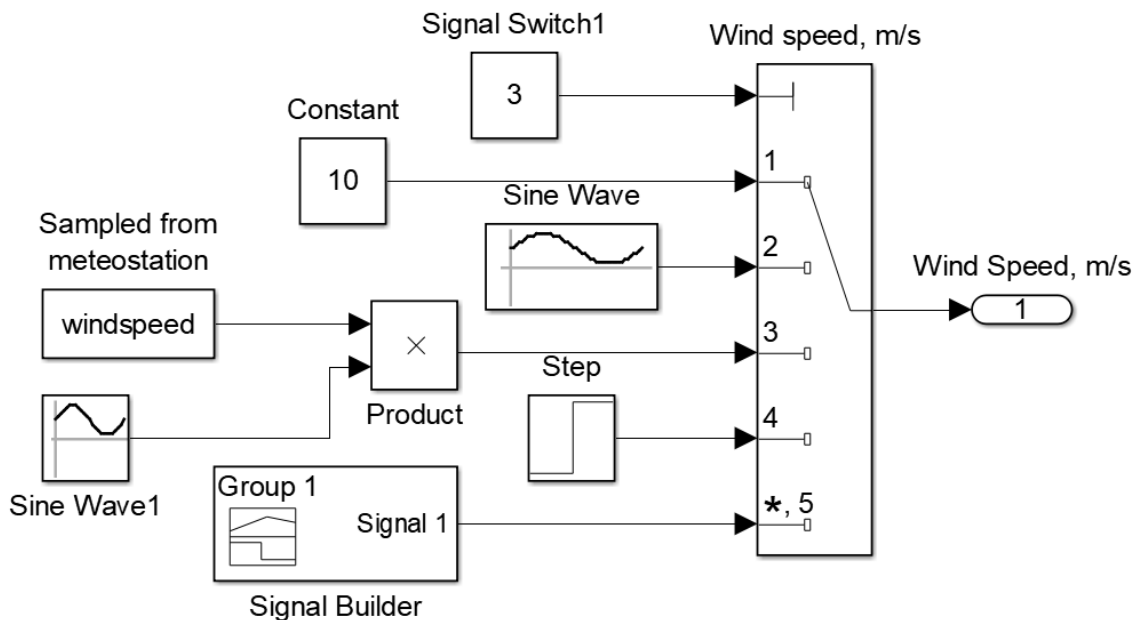 Signal Switch1
3
Wind speed, m/s
Constant
10
1
Sine Wave
2
Sampled from
meteostation
windspeed
Wind Speed, m/s
1
×
Product
3
Step
4
Sine Wave1
Group 1
Signal 1
*, 5
Signal Builder